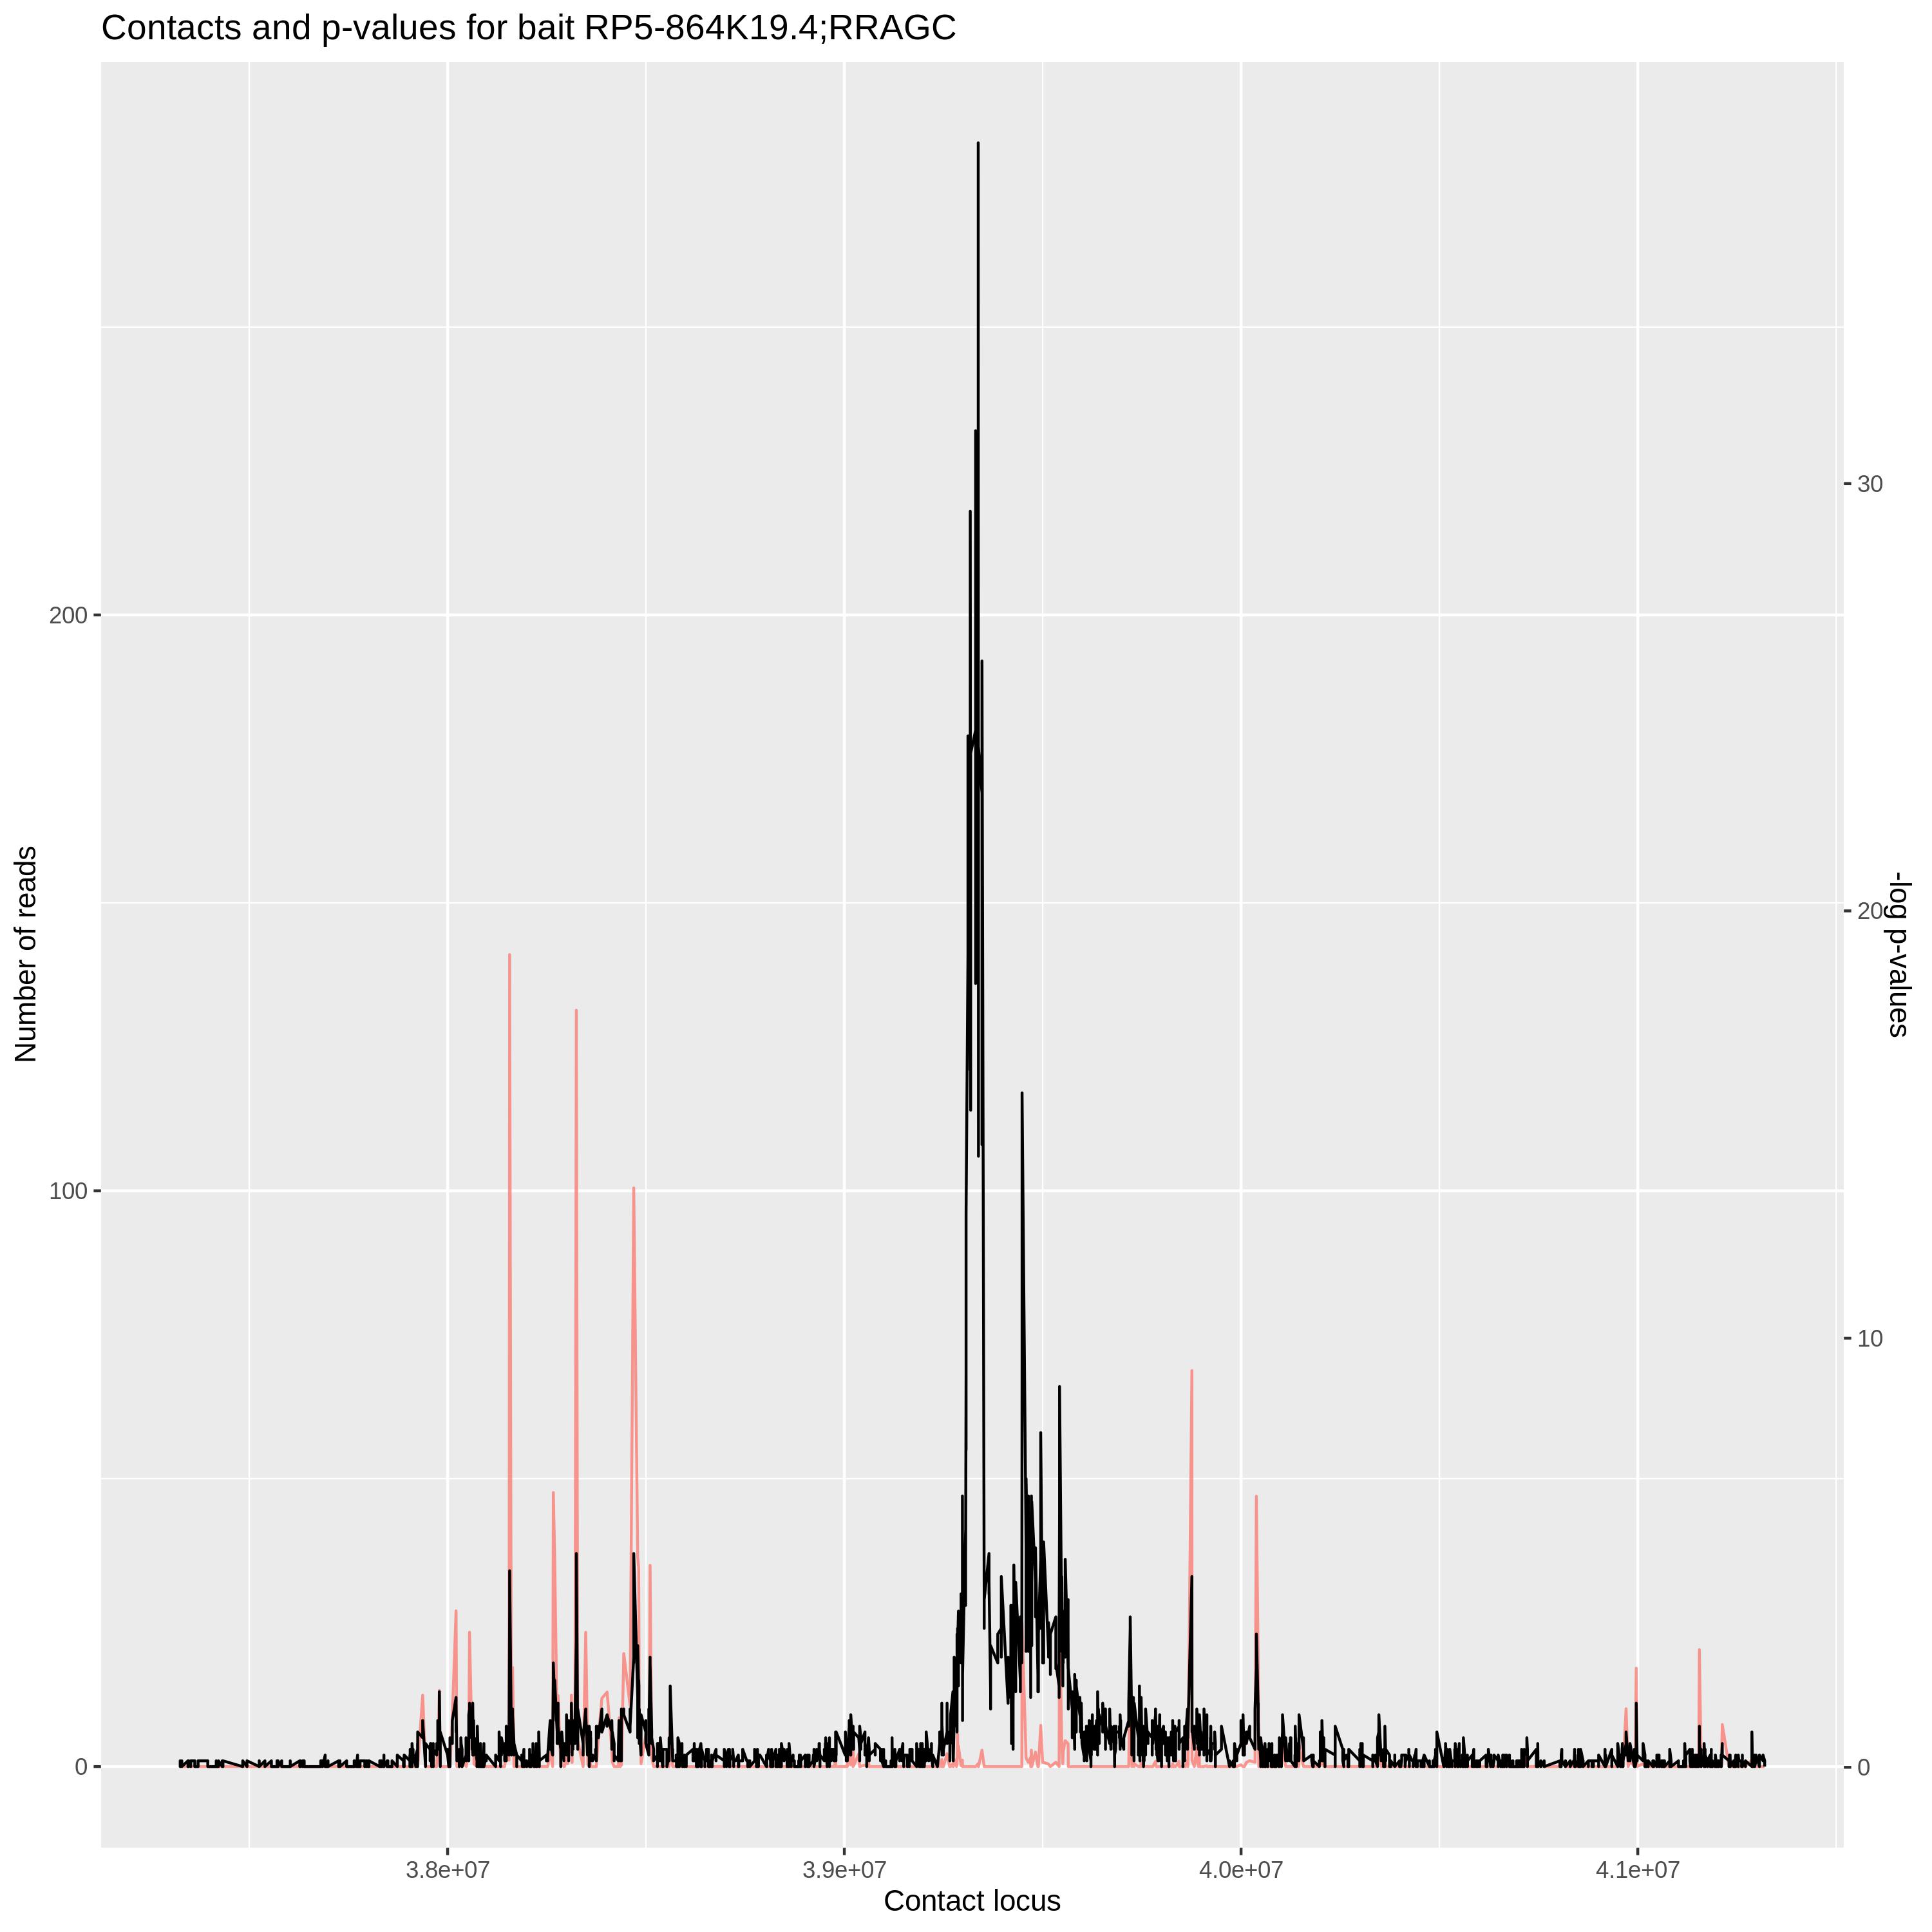 Contacts and p-values for bait RP5-864K19.4;RRAGC
Number of reads
200
100
0
30
20
10
0
-log p-values
3.8e+07
3.9e+07
4.0e+07
4.1e+07
Contact locus